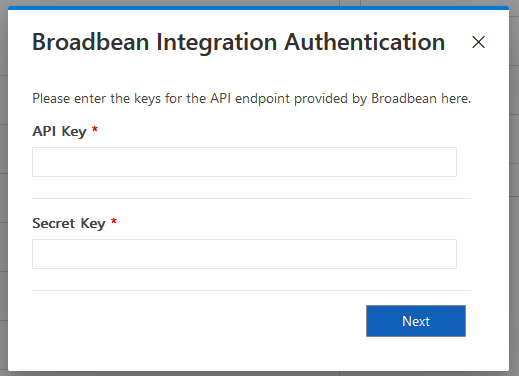 Broadbean Integration Authentication
Please enter the keys for the API endpoint provided by Broadbean here.
API Key *
Secret Key *
Next